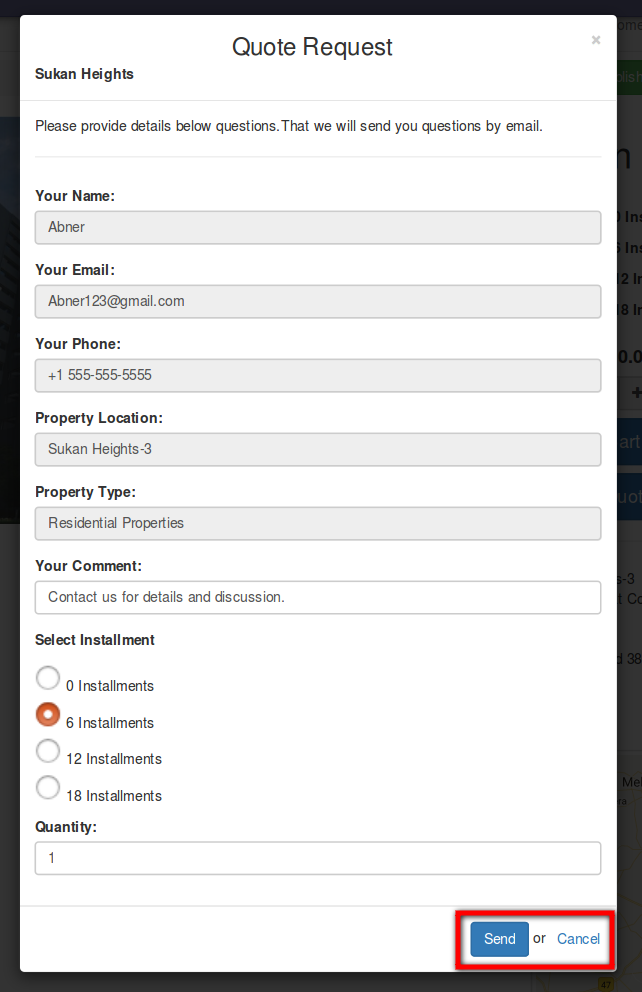 Quote Request
×
Sukan Heights
Please provide details below questions.That we will send you questions by email.
Your Name:
Abner
Your Email:
Abner123@gmail.com
Your Phone:
+1 555-555-5555
Property Location:
Sukan Heights-3
Property Type:
Residential Properties
Your Comment:
Contact us for details and discussion.
Select Installment
0 Installments
6 Installments
12 Installments
18 Installments
Quantity:
1
Send or Cancel
47